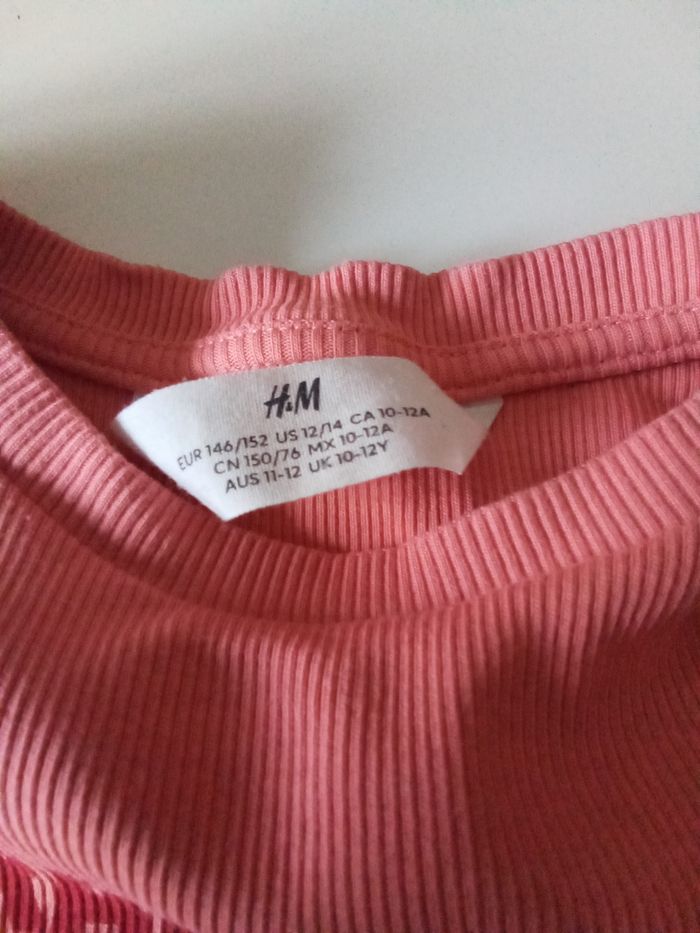 H&M
EUR 146/152 US 12/14 CA 10-12A
CN 150/76 MX 10-12A
AUS 11-12 UK 10-12Y